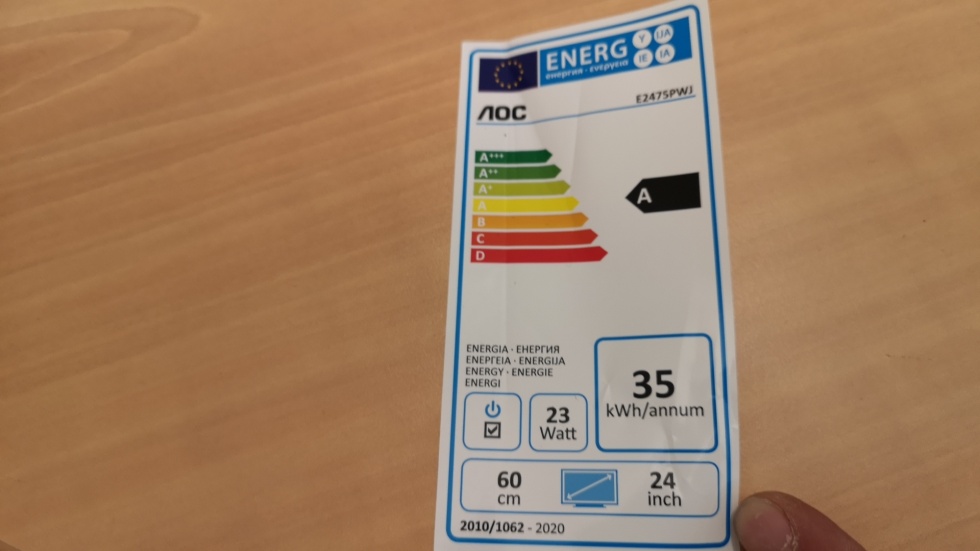 ENERG Y UA
енергия · ενεργεια IE IA
AOC E2475PWJ
A+++
A++
A+
A
B
C
D
A
ENERGIA · ЕНЕРГИЯ
ΕΝΕΡΓΕΙΑ · ENERGIJA
ENERGY · ENERGIE
ENERGI
35
kWh/annum
23
Watt
60
cm
24
inch
2010/1062 - 2020